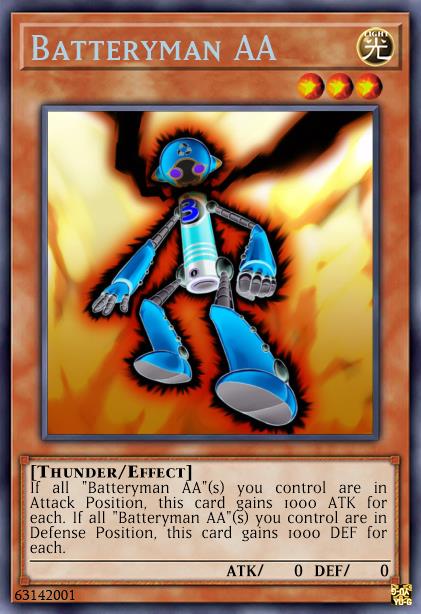 BATTERYMAN AA
LIGHT
光
3
[THUNDER/EFFECT]
If all "Batteryman AA"(s) you control are in
Attack Position, this card gains 1000 ATK for
each. If all "Batteryman AA"(s) you control are in
Defense Position, this card gains 1000 DEF for
each.
ATK/ 0 DEF/ 0
63142001